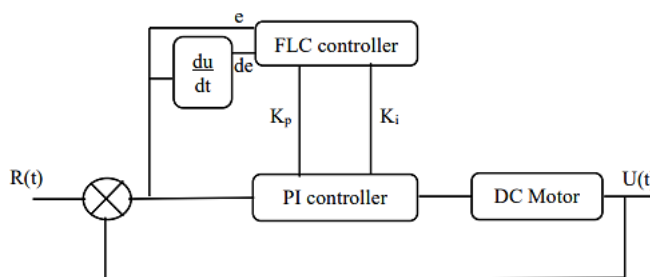 e
FLC controller
du
dt
de
Kp
Ki
R(t)
PI controller
DC Motor
U(t